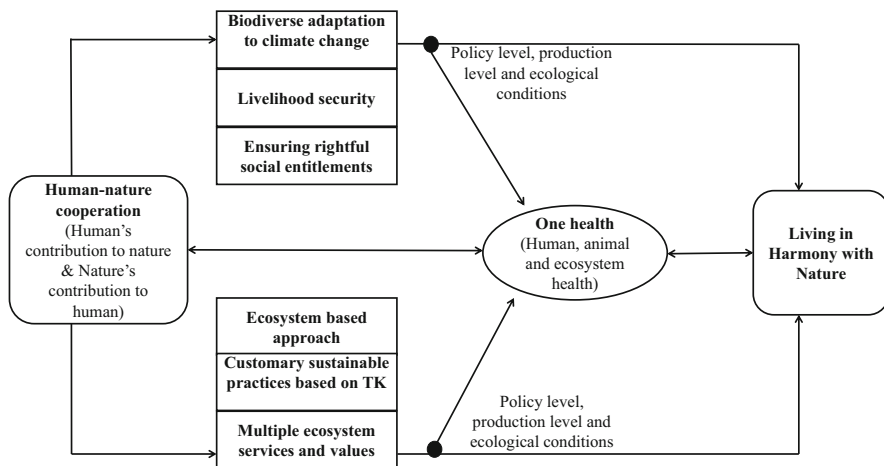 Biodiverse adaptation
to climate change
Livelihood security
Ensuring rightful
social entitlements
Policy level, production
level and ecological
conditions
Human-nature
cooperation
(Human's
contribution to nature
& Nature's
contribution to
human)
One health
(Human, animal
and ecosystem
health)
Living in
Harmony with
Nature
Ecosystem based
approach
Customary sustainable
practices based on TK
Multiple ecosystem
services and values
Policy level,
production level and
ecological conditions